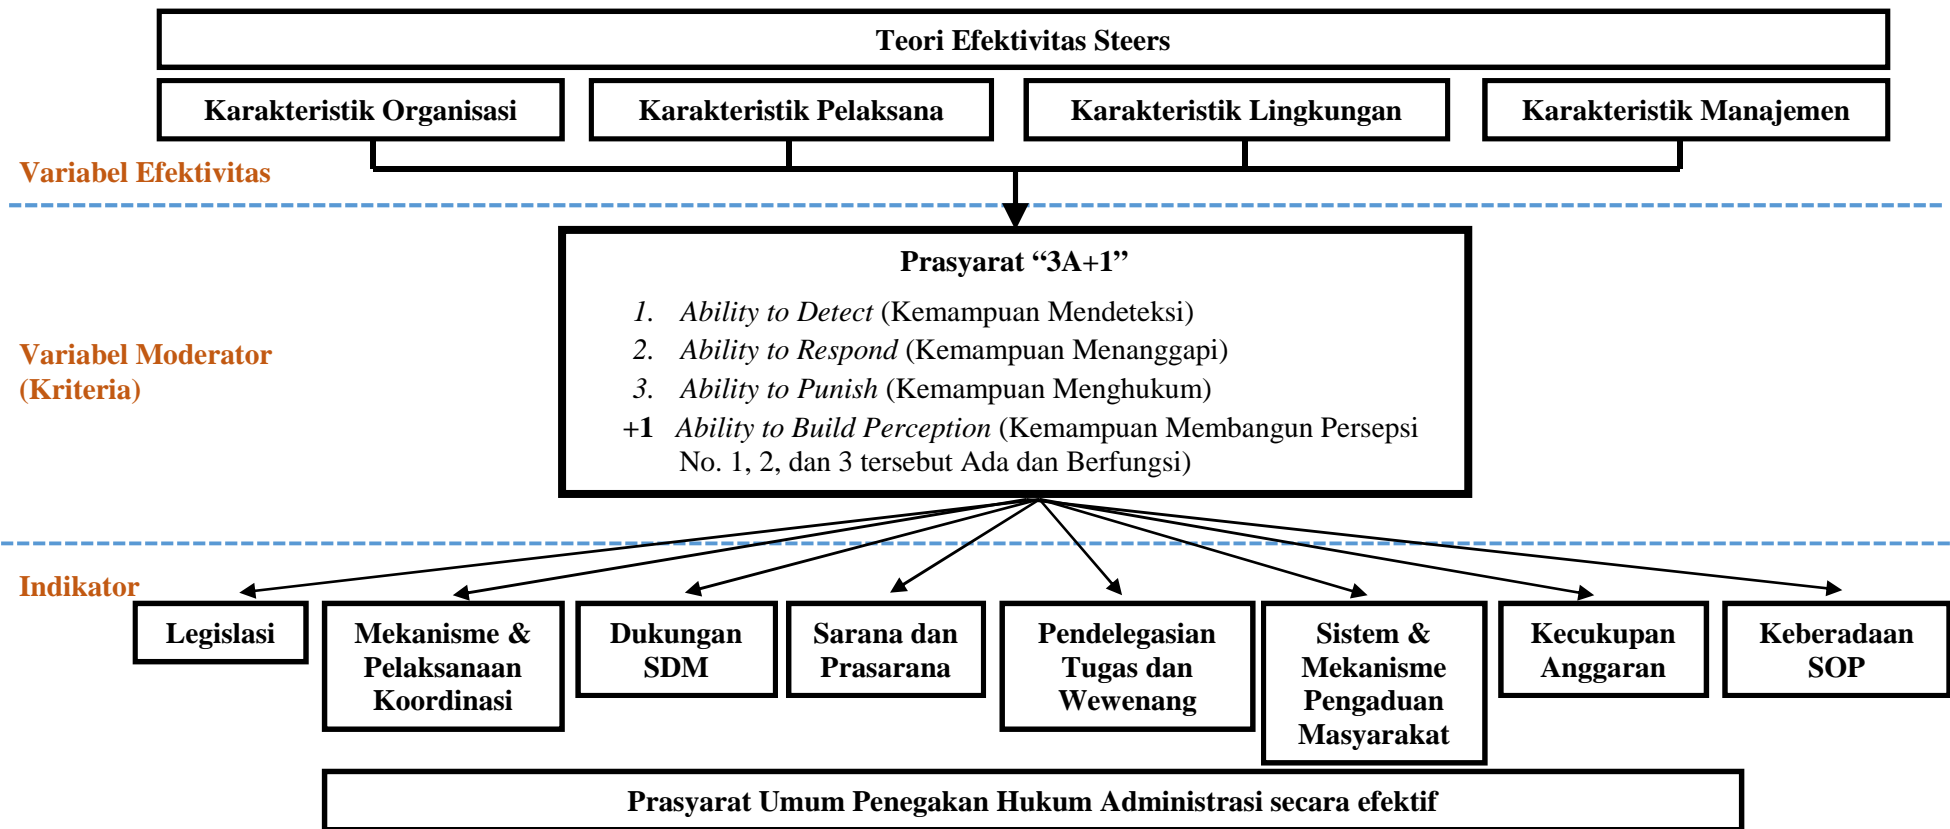 Teori Efektivitas Steers
Karakteristik Organisasi
Karakteristik Pelaksana
Karakteristik Lingkungan
Karakteristik Manajemen
Variabel Efektivitas
Prasyarat “3A+1”
1. Ability to Detect (Kemampuan Mendeteksi)
2. Ability to Respond (Kemampuan Menanggapi)
3. Ability to Punish (Kemampuan Menghukum)
+1 Ability to Build Perception (Kemampuan Membangun Persepsi
No. 1, 2, dan 3 tersebut Ada dan Berfungsi)
Variabel Moderator
(Kriteria)
Indikator
Legislasi
Mekanisme &
Pelaksanaan
Koordinasi
Dukungan
SDM
Sarana dan
Prasarana
Pendelegasian
Tugas dan
Wewenang
Sistem &
Mekanisme
Pengaduan
Masyarakat
Kecukupan
Anggaran
Keberadaan
SOP
Prasyarat Umum Penegakan Hukum Administrasi secara efektif